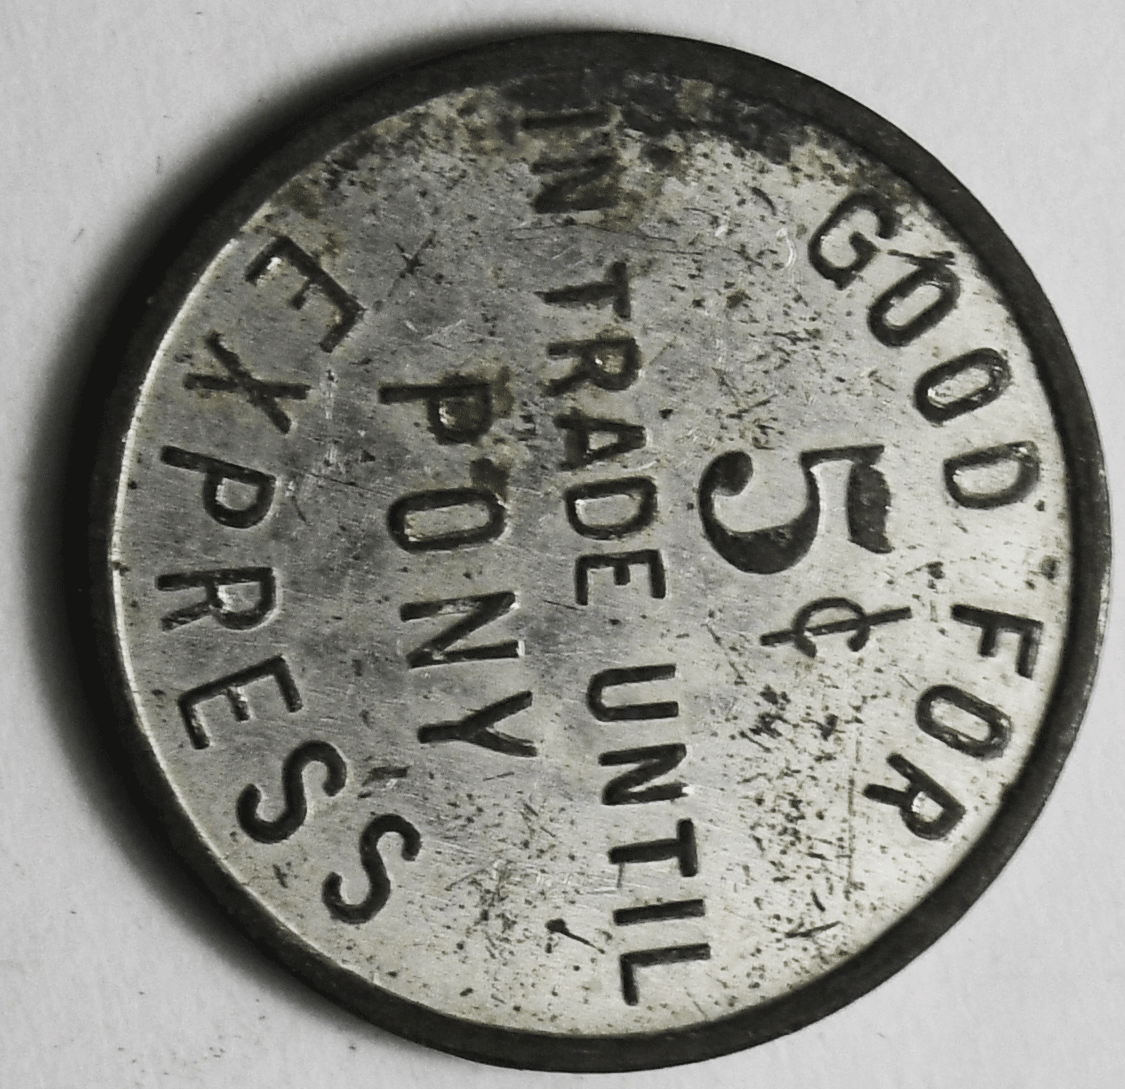 GOOD FOR
5¢
IN TRADE UNTIL
PONY
EXPRESS